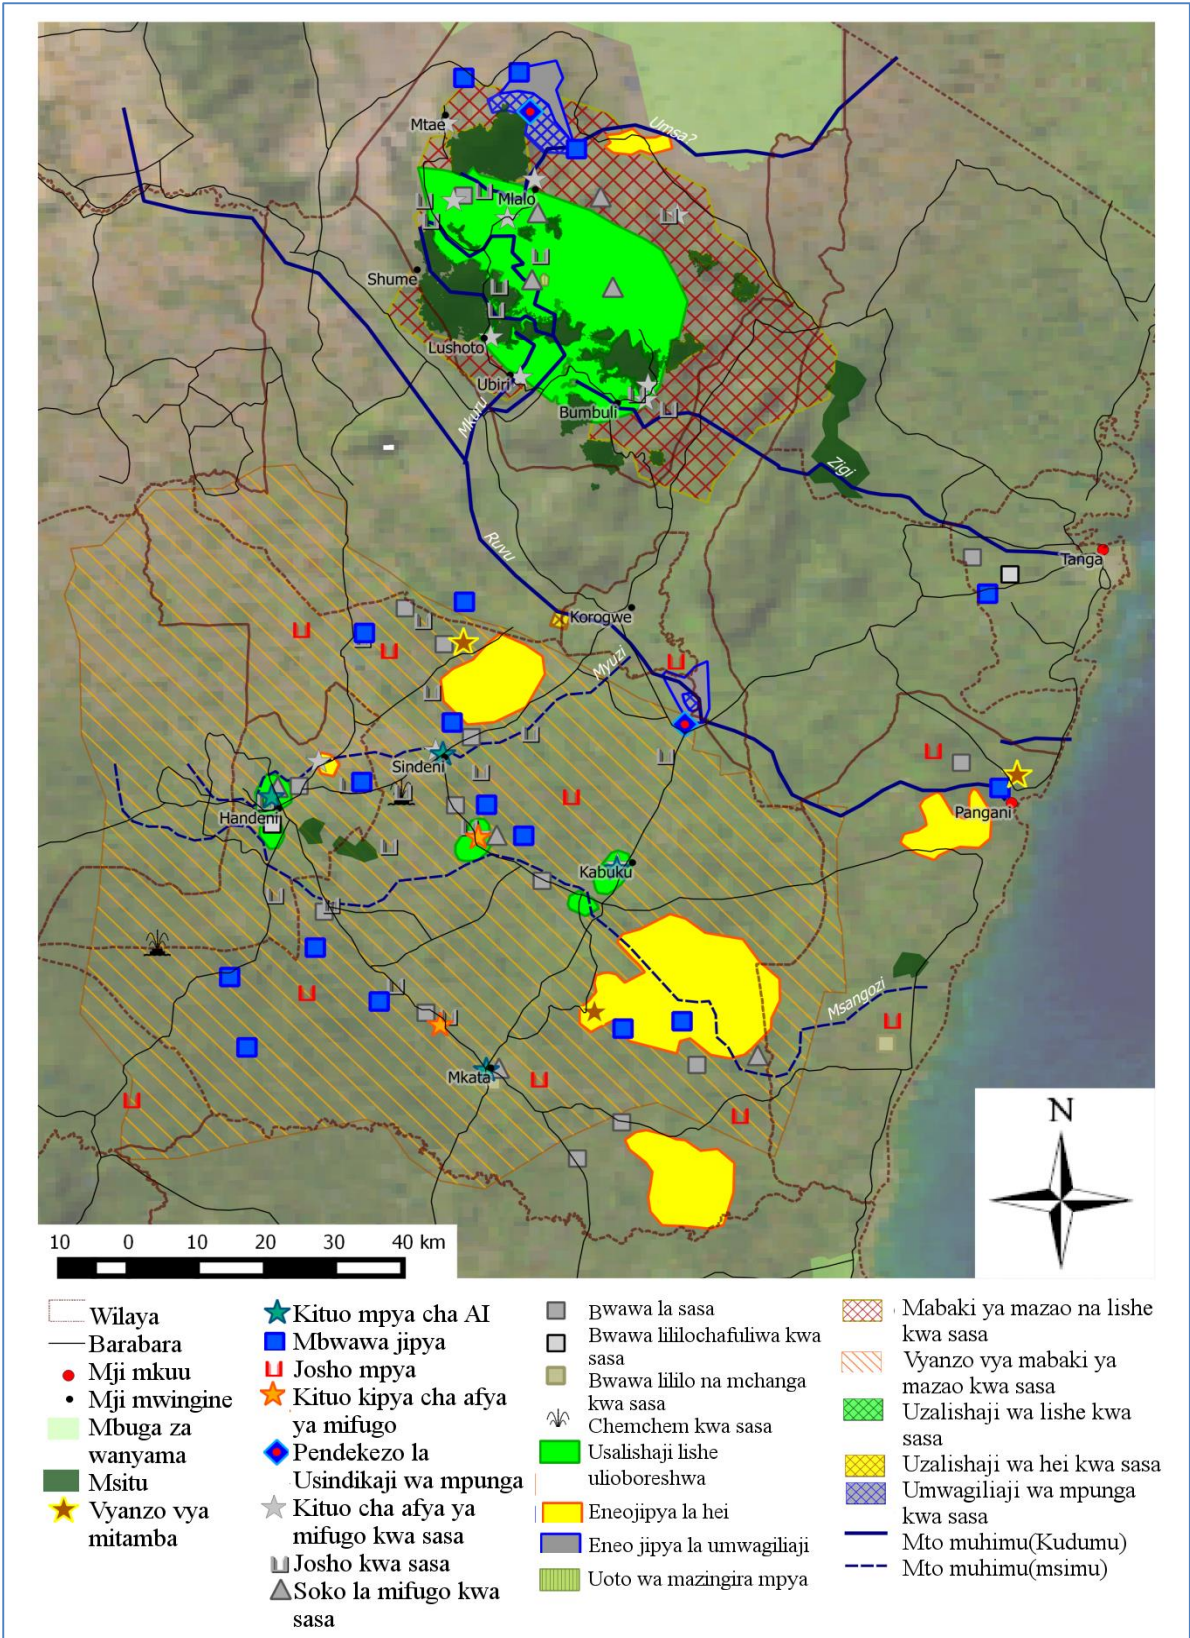 Umsa?
Mtae
Mlalo
Shume
Lushoto
Ubiri
Bumbuli
Mkuru
Zigi
Ruvu
Tanga
Korogwe
Myuzi
Sindeni
Handeni
Pangani
Kabuku
Msangozi
Mkata
N
10 0 10 20 30 40 km
Wilaya
Barabara
Mji mkuu
Mji mwingine
Mbuga za
wanyama
Msitu
Vyanzo vya
mitamba
Kituo mpya cha AI
Mbwawa jipya
Josho mpya
Kituo kipya cha afya
ya mifugo
Pendekezo la
Usindikaji wa mpunga
Kituo cha afya ya
mifugo kwa sasa
Josho kwa sasa
Soko la mifugo kwa
sasa
Bwawa la sasa
Bwawa lililochafuliwa kwa
sasa
Bwawa lililo na mchanga
kwa sasa
Chemchem kwa sasa
Usalishaji lishe
ulioboreshwa
Eneojipya la hei
Eneo jipya la umwagiliaji
Uoto wa mazingira mpya
Mabaki ya mazao na lishe
kwa sasa
Vyanzo vya mabaki ya
mazao kwa sasa
Uzalishaji wa lishe kwa
sasa
Uzalishaji wa hei kwa sasa
Umwagiliaji wa mpunga
kwa sasa
Mto muhimu(Kudumu)
Mto muhimu(msimu)